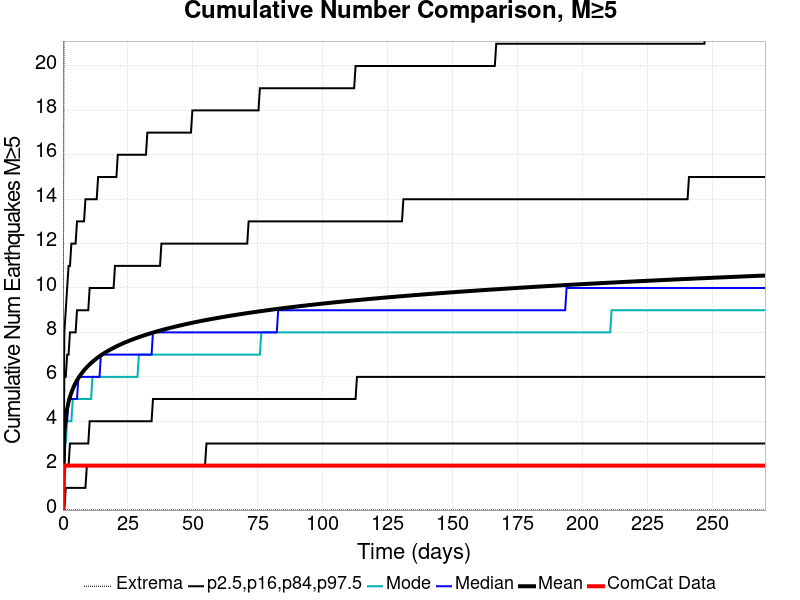 Cumulative Number Comparison, M≥5
Cumulative Num Earthquakes M≥5
20
18
16
14
12
10
8
6
4
2
0
0 25 50 75 100 125 150 175 200 225 250
Time (days)
Extrema p2.5,p16,p84,p97.5 Mode Median Mean ComCat Data